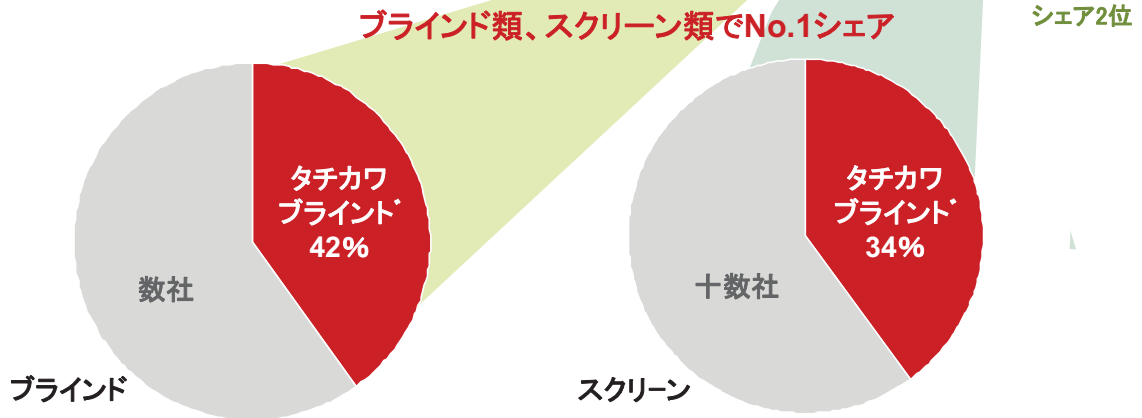 ブラインド類、スクリーン類でNo.1シェア
シェア2位
タチカワ
ブラインド
42%
数社
ブラインド
タチカワ
ブラインド
34%
十数社
スクリーン